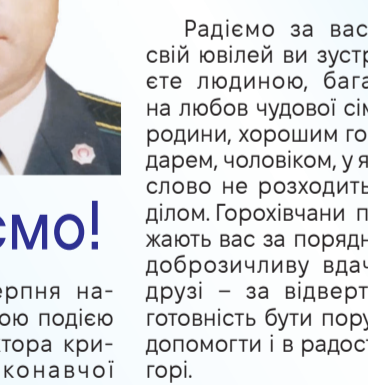 ємо!
ерпня на-
ою подією
тора кри-
конавчої
Радіємо за вас
свій ювілей ви зустр
єте людиною, бага
на любов чудової сім
родини, хорошим го
дарем, чоловіком, у я
слово не розходить
ділом. Горохівчани п
жають вас за порядн
доброзичливу вдач
друзі – за відверт
готовність бути пору
допомогти і в радос
горі.